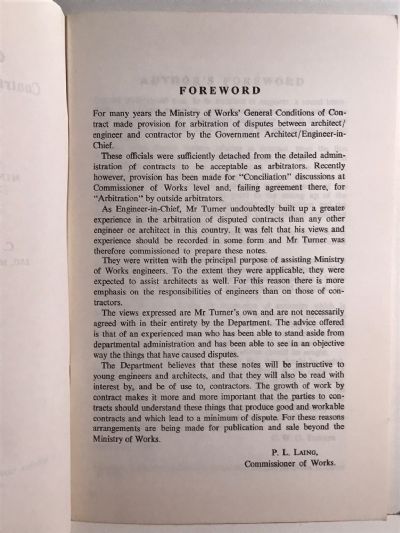 FOREWORD
For many years the Ministry of Works' General Conditions of Con-
tract made provision for arbitration of disputes between architect/
engineer and contractor by the Government Architect/Engineer-in-
Chief.
These officials were sufficiently detached from the detailed admin-
istration of contracts to be acceptable as arbitrators. Recently
however, provision has been made for "Conciliation" discussions at
Commissioner of Works level and, failing agreement there, for
"Arbitration" by outside arbitrators.
As Engineer-in-Chief, Mr Turner undoubtedly built up a greater
experience in the arbitration of disputed contracts than any other
engineer or architect in this country. It was felt that his views and
experience should be recorded in some form and Mr Turner was
therefore commissioned to prepare these notes.
They were written with the principal purpose of assisting Ministry
of Works engineers. To the extent they were applicable, they were
expected to assist architects as well. For this reason there is more
emphasis on the responsibilities of engineers than on those of con-
tractors.
The views expressed are Mr Turner's own and are not necessarily
agreed with in their entirety by the Department. The advice offered
is that of an experienced man who has been able to stand aside from
departmental administration and has been able to see in an objective
way the things that have caused disputes.
The Department believes that these notes will be instructive to
young engineers and architects, and that they will also be read with
interest by, and be of use to, contractors. The growth of work by
contract makes it more and more important that the parties to con-
tracts should understand these things that produce good and workable
contracts and which lead to a minimum of dispute. For these reasons
arrangements are being made for publication and sale beyond the
Ministry of Works.
P. L. LAING,
Commissioner of Works.